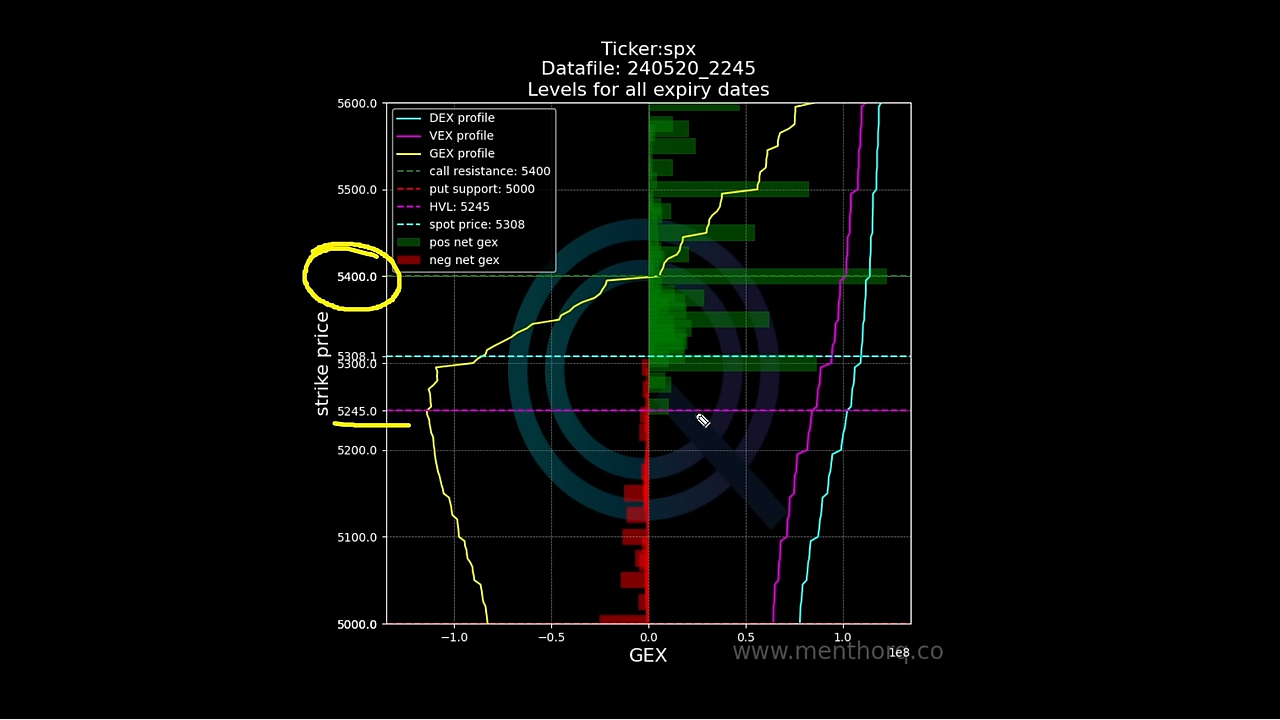 Ticker:spx
Datafile: 240520_2245
Levels for all expiry dates
DEX profile
VEX profile
GEX profile
call resistance: 5400
put support: 5000
HVL: 5245
spot price: 5308
pos net gex
neg net gex
strike price
5600.0
5500.0
5400.0
5308.1
5300.0
5245.0
5200.0
5100.0
5000.0
−1.0
−0.5
0.0
0.5
1.0
1e8
GEX
www.menthorq.co